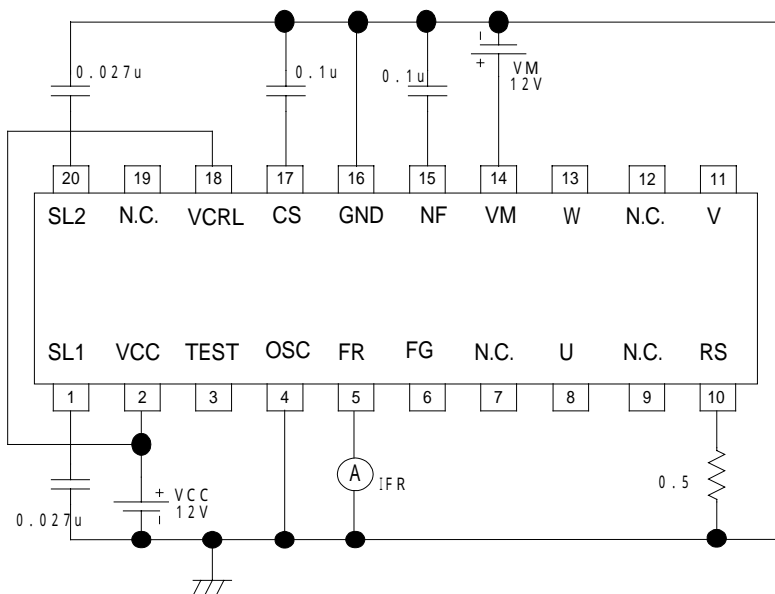 0.027u
0.1u
0.1u
- + VM 12V
20 19 18 17 16 15 14 13 12 11
SL2 N.C. VCRL CS GND NF VM W N.C. V
SL1 VCC TEST OSC FR FG N.C. U N.C. RS
1 2 3 4 5 6 7 8 9 10
A IFR
0.5
0.027u
+ - VCC 12V